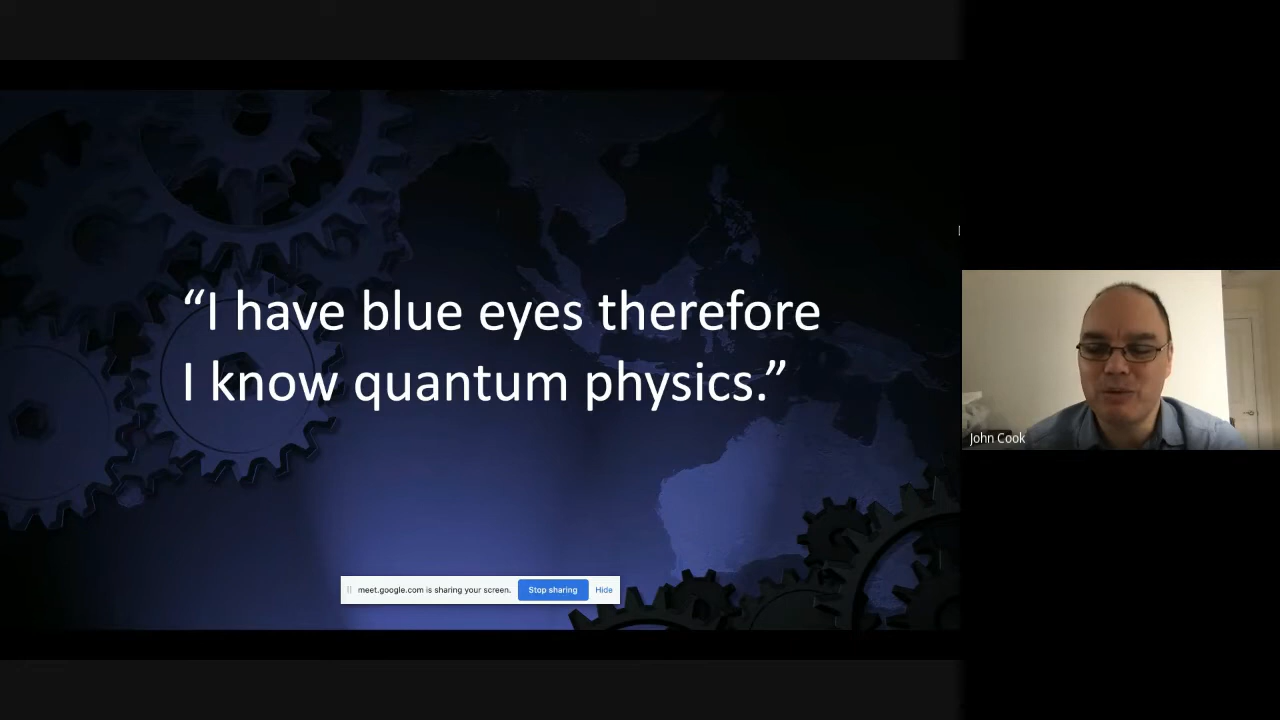 “I have blue eyes therefore
I know quantum physics.”
John Cook
meet.google.com is sharing your screen. Stop sharing Hide